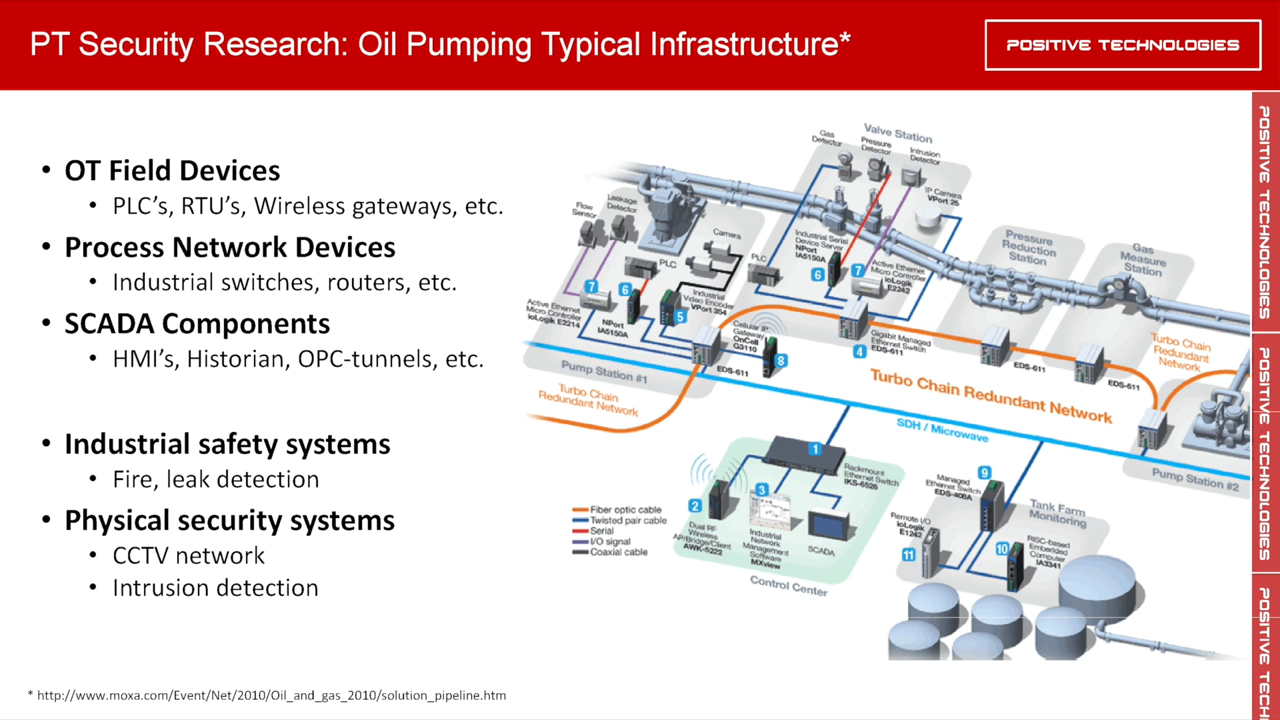 PT Security Research: Oil Pumping Typical Infrastructure*
POSITIVE TECHNOLOGIES
• OT Field Devices
• PLC's, RTU's, Wireless gateways, etc.
• Process Network Devices
• Industrial switches, routers, etc.
• SCADA Components
• HMI's, Historian, OPC-tunnels, etc.
• Industrial safety systems
• Fire, leak detection
• Physical security systems
• CCTV network
• Intrusion detection
* http://www.moxa.com/Event/Net/2010/Oil_and_gas_2010/solution_pipeline.htm
Valve Station
Gas
Detector
Pressure
Detector
Intrusion
Detector
IP Camera
VPort 25
Flow
Sensor
Leakage
Detector
Camera
PLC
PLC
Industrial Serial
Device Server
NPort
IA5150A
6
7
Active Ethernet
Micro Controller
ioLogik
E2242
Pressure
Reduction
Station
Gas
Measure
Station
7
6
5
Active Ethernet
Micro Controller
ioLogik E2214
NPort
IA5150A
Industrial
Video Encoder
VPort 354
Cellular IP
Gateway
OnCell
G3110
8
EDS-611
4
Gigabit Managed
Ethernet Switch
EDS-611
EDS-611
EDS-611
Turbo Chain
Redundant
Network
Pump Station #1
Turbo Chain
Redundant Network
Turbo Chain Redundant Network
SDH / Microwave
Pump Station #2
1
Rackmount
Ethernet Switch
IKS-6526
2
Dual RF
Wireless
AP/Bridge/Client
AWK-5222
3
Industrial
Network
Management
Software
MXview
SCADA
Control Center
9
Managed
Ethernet Switch
EDS-408A
Tank Farm
Monitoring
Remote I/O
ioLogik
E1242
11
10
RISC-based
Embedded
Computer
IA3341
Fiber optic cable
Twisted pair cable
Serial
I/O signal
Coaxial cable
POSITIVE TECHNOLOGIES
POSITIVE TECHNOLOGIES
POSITIVE TECH